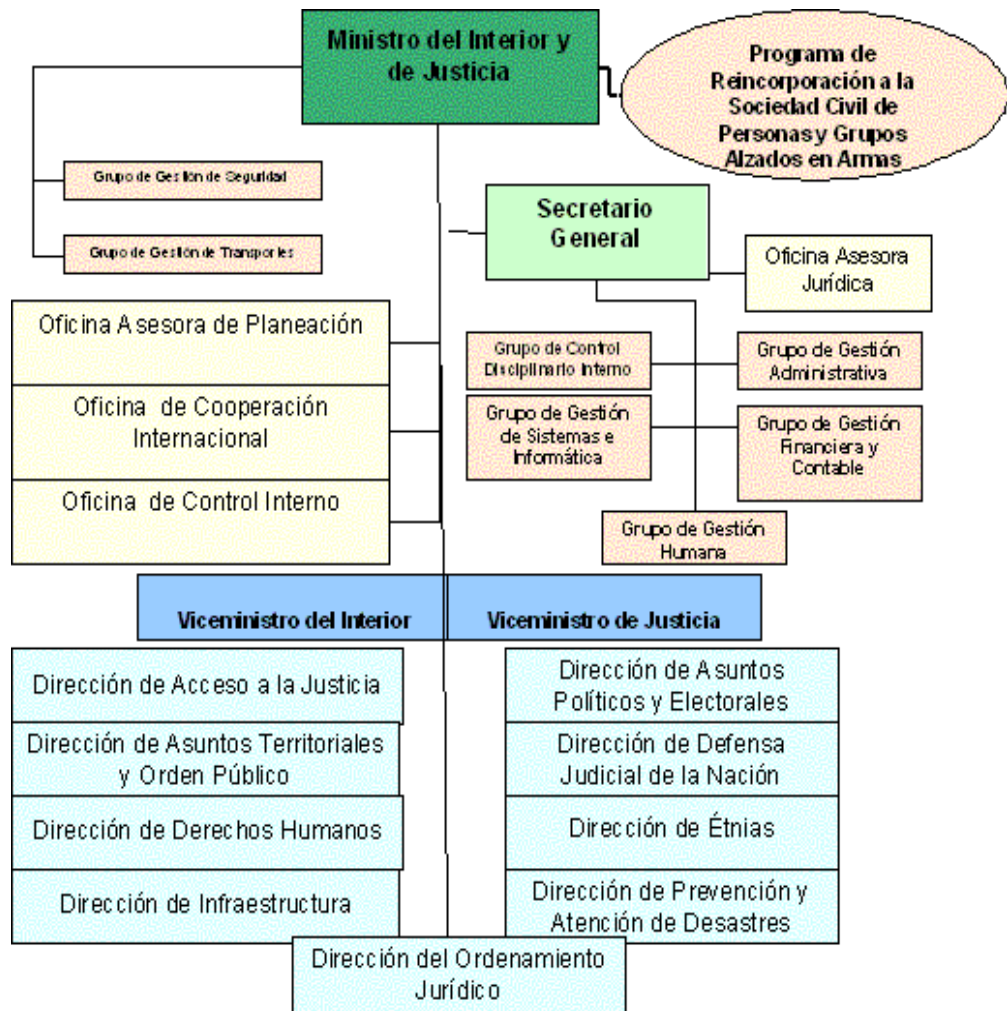 Ministro del Interior y
de Justicia
Programa de
Reincorporación a la
Sociedad Civil de
Personas y Grupos
Alzados en Armas
Grupo de Gestión de Seguridad
Grupo de Gestión de Transportes
Secretario
General
Oficina Asesora
Jurídica
Oficina Asesora de Planeación
Oficina de Cooperación
Internacional
Oficina de Control Interno
Grupo de Control
Disciplinario Interno
Grupo de Gestión
Administrativa
Grupo de Gestión
de Sistemas e
Informática
Grupo de Gestión
Financiera y
Contable
Grupo de Gestión
Humana
Viceministro del Interior
Viceministro de Justicia
Dirección de Acceso a la Justicia
Dirección de Asuntos Territoriales
y Orden Público
Dirección de Derechos Humanos
Dirección de Infraestructura
Dirección de Asuntos
Políticos y Electorales
Dirección de Defensa
Judicial de la Nación
Dirección de Étnias
Dirección de Prevención y
Atención de Desastres
Dirección del Ordenamiento
Jurídico